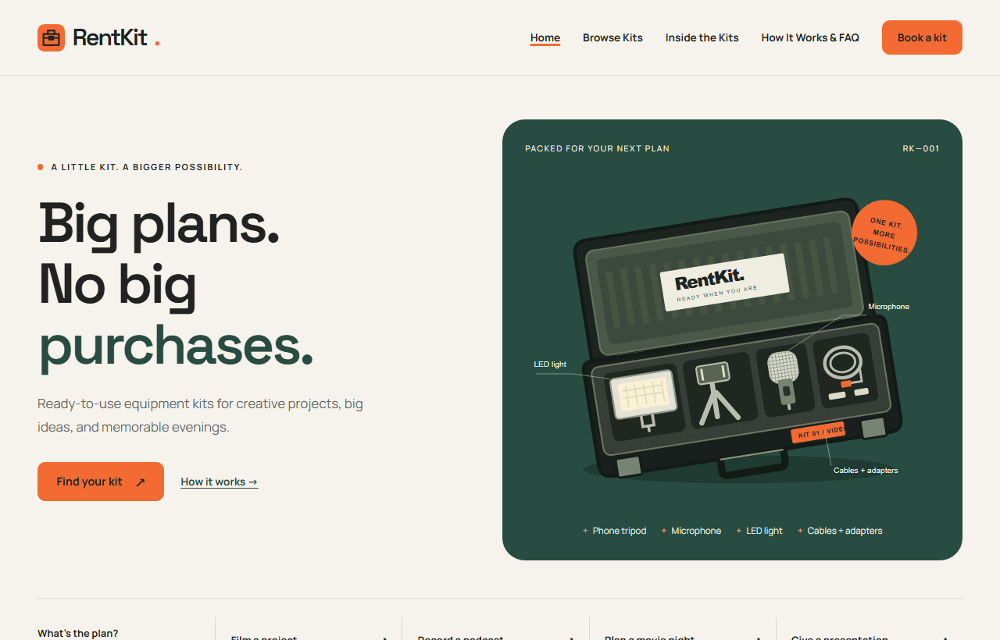 RentKit.
Home
Browse Kits
Inside the Kits
How It Works & FAQ
Book a kit
A LITTLE KIT. A BIGGER POSSIBILITY.
Big plans.
No big
purchases.
Ready-to-use equipment kits for creative projects, big
ideas, and memorable evenings.
Find your kit ↗
How it works →
PACKED FOR YOUR NEXT PLAN
RK—001
ONE KIT.
MORE
POSSIBILITIES.
RentKit.
READY WHEN YOU ARE
Microphone
LED light
KIT 01 / VIDEO
Cables + adapters
+ Phone tripod
+ Microphone
+ LED light
+ Cables + adapters
What's the plan?
Film a project
Record a podcast
Plan a movie night
Give a presentation